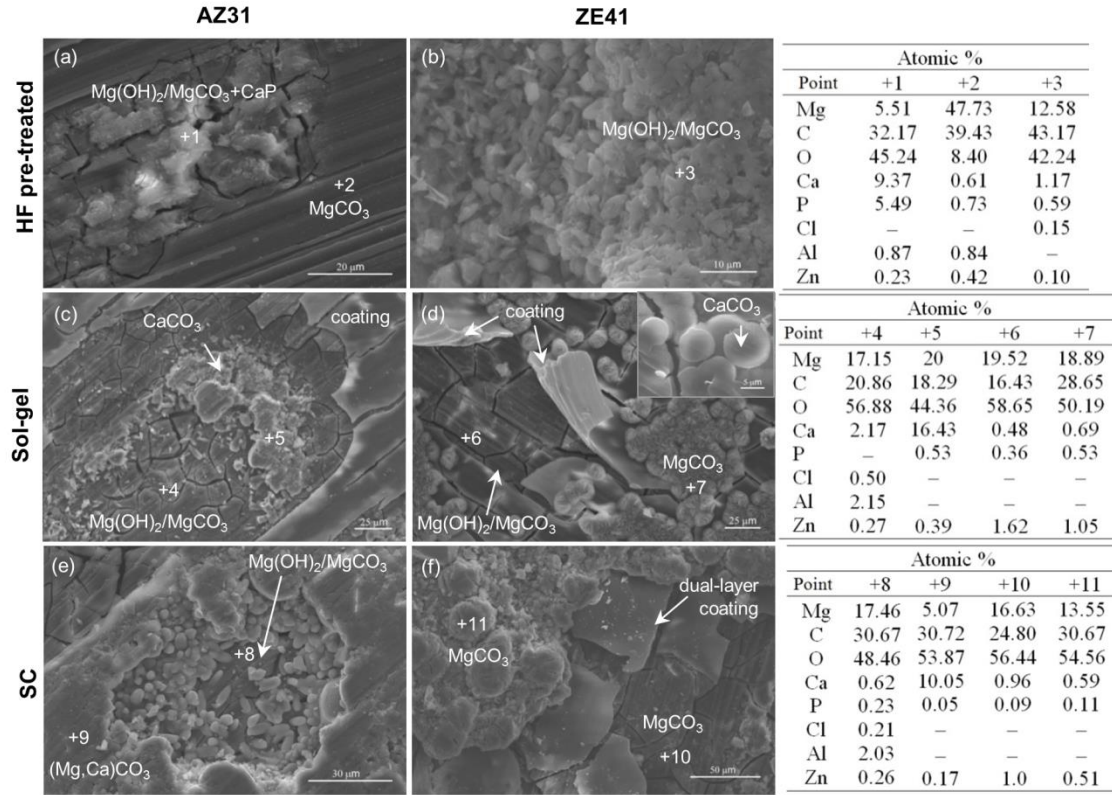 AZ31
ZE41
HF pre-treated
(a)
Mg(OH)₂/MgCO₃+CaP
+1
+2
MgCO₃
20 μm
(b)
Mg(OH)₂/MgCO₃
+3
10 μm
Atomic %
Point +1 +2 +3
Mg 5.51 47.73 12.58
C 32.17 39.43 43.17
O 45.24 8.40 42.24
Ca 9.37 0.61 1.17
P 5.49 0.73 0.59
Cl – – 0.15
Al 0.87 0.84 –
Zn 0.23 0.42 0.10
Sol-gel
(c)
CaCO₃
coating
+5
+4
Mg(OH)₂/MgCO₃
25 μm
(d)
coating
CaCO₃
5 μm
+6
MgCO₃
+7
Mg(OH)₂/MgCO₃
25 μm
Atomic %
Point +4 +5 +6 +7
Mg 17.15 20 19.52 18.89
C 20.86 18.29 16.43 28.65
O 56.88 44.36 58.65 50.19
Ca 2.17 16.43 0.48 0.69
P – 0.53 0.36 0.53
Cl 0.50 – – –
Al 2.15 – – –
Zn 0.27 0.39 1.62 1.05
SC
(e)
Mg(OH)₂/MgCO₃
+8
+9
(Mg,Ca)CO₃
30 μm
(f)
dual-layer
coating
+11
MgCO₃
MgCO₃
+10
50 μm
Atomic %
Point +8 +9 +10 +11
Mg 17.46 5.07 16.63 13.55
C 30.67 30.72 24.80 30.67
O 48.46 53.87 56.44 54.56
Ca 0.62 10.05 0.96 0.59
P 0.23 0.05 0.09 0.11
Cl 0.21 – – –
Al 2.03 – – –
Zn 0.26 0.17 1.0 0.51